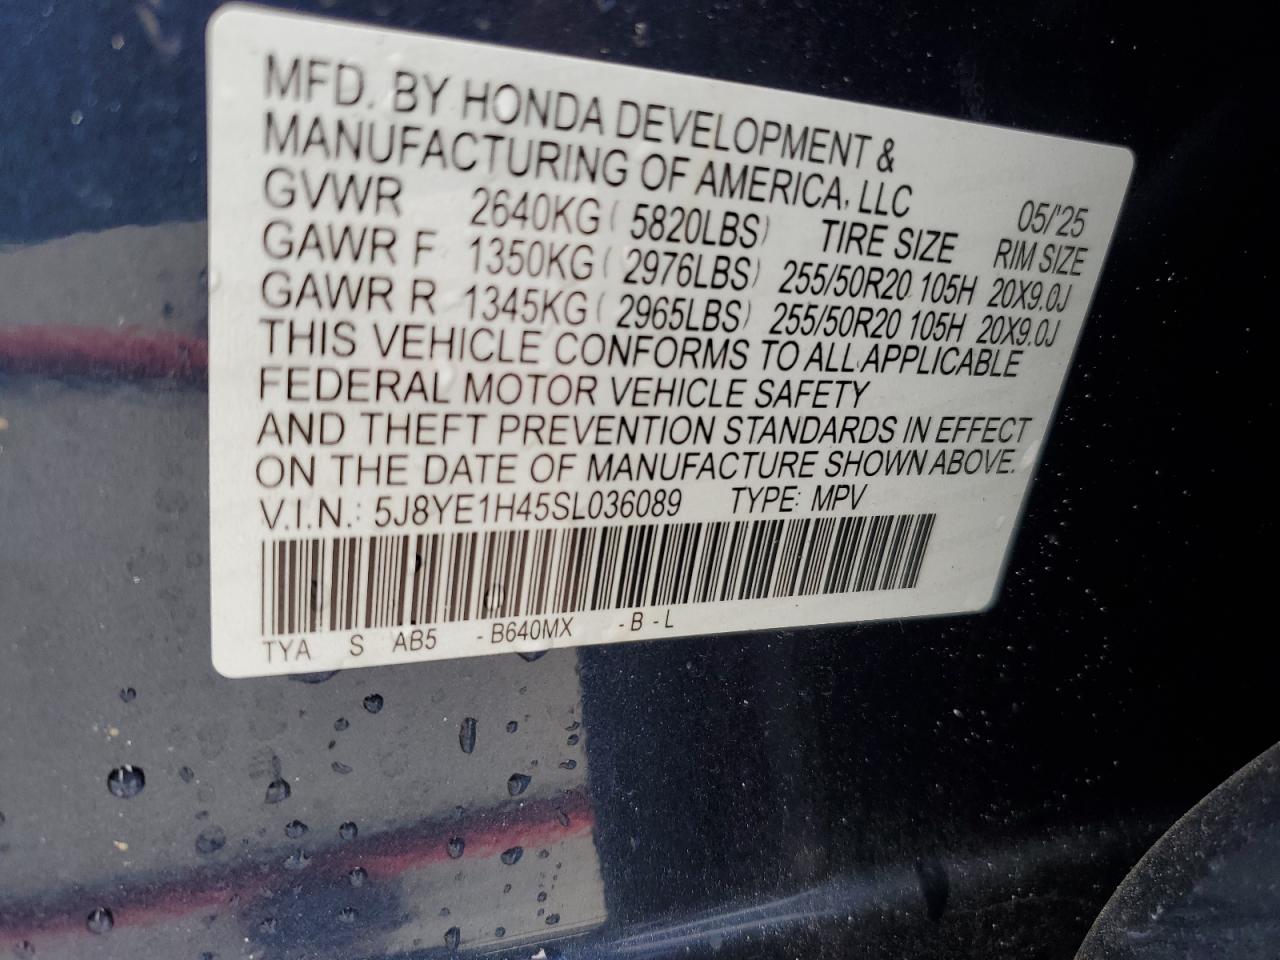 MFD. BY HONDA DEVELOPMENT &
MANUFACTURING OF AMERICA, LLC 05/'25
GVWR 2640KG ( 5820LBS) TIRE SIZE RIM SIZE
GAWR F 1350KG ( 2976LBS) 255/50R20 105H 20X9.0J
GAWR R 1345KG ( 2965LBS) 255/50R20 105H 20X9.0J
THIS VEHICLE CONFORMS TO ALL APPLICABLE
FEDERAL MOTOR VEHICLE SAFETY
AND THEFT PREVENTION STANDARDS IN EFFECT
ON THE DATE OF MANUFACTURE SHOWN ABOVE.
V.I.N.: 5J8YE1H45SL036089 TYPE: MPV
TYA S AB5 - B640MX - B - L